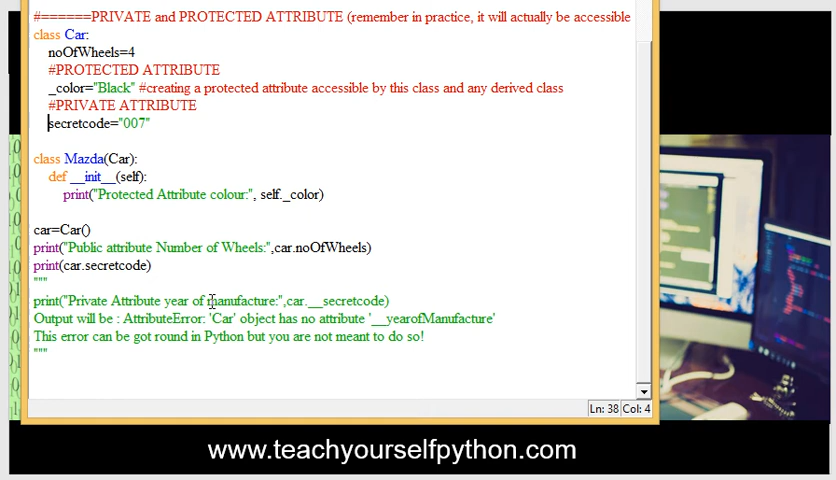 #======PRIVATE and PROTECTED ATTRIBUTE (remember in practice, it will actually be accessible
class Car:
    noOfWheels=4
    #PROTECTED ATTRIBUTE
    _color="Black" #creating a protected attribute accessible by this class and any derived class
    #PRIVATE ATTRIBUTE
    secretcode="007"
class Mazda(Car):
    def __init__(self):
        print("Protected Attribute colour:", self._color)
car=Car()
print("Public attribute Number of Wheels:",car.noOfWheels)
print(car.secretcode)
"""
print("Private Attribute year of manufacture:",car.__secretcode)
Output will be : AttributeError: 'Car' object has no attribute '__yearofManufacture'
This error can be got round in Python but you are not meant to do so!
"""
Ln: 38 Col: 4
www.teachyourselfpython.com